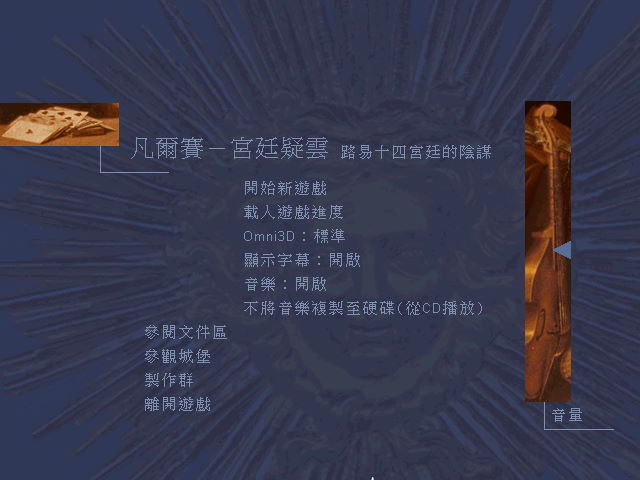 凡爾賽－宮廷疑雲 路易十四宮廷的陰謀
開始新遊戲
載入遊戲進度
Omni3D：標準
顯示字幕：開啟
音樂：開啟
不將音樂複製至硬碟(從CD播放)
參閱文件區
參觀城堡
製作群
離開遊戲
音量